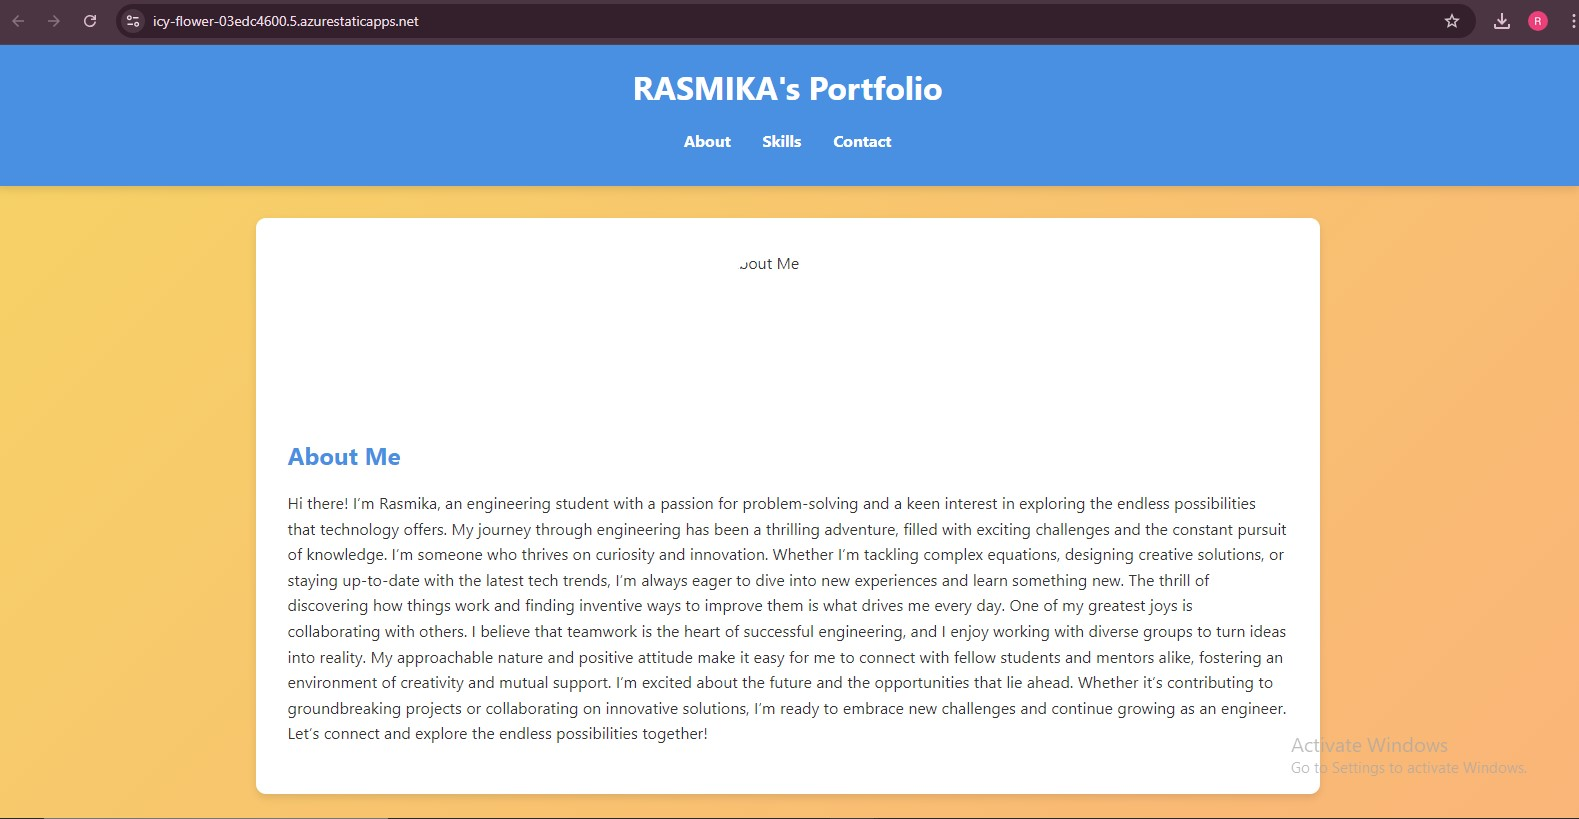 icy-flower-03edc4600.5.azurestaticapps.net
R
RASMIKA's Portfolio
About Skills Contact
out Me
About Me
Hi there! I'm Rasmika, an engineering student with a passion for problem-solving and a keen interest in exploring the endless possibilities
that technology offers. My journey through engineering has been a thrilling adventure, filled with exciting challenges and the constant pursuit
of knowledge. I'm someone who thrives on curiosity and innovation. Whether I'm tackling complex equations, designing creative solutions, or
staying up-to-date with the latest tech trends, I'm always eager to dive into new experiences and learn something new. The thrill of
discovering how things work and finding inventive ways to improve them is what drives me every day. One of my greatest joys is
collaborating with others. I believe that teamwork is the heart of successful engineering, and I enjoy working with diverse groups to turn ideas
into reality. My approachable nature and positive attitude make it easy for me to connect with fellow students and mentors alike, fostering an
environment of creativity and mutual support. I'm excited about the future and the opportunities that lie ahead. Whether it's contributing to
groundbreaking projects or collaborating on innovative solutions, I'm ready to embrace new challenges and continue growing as an engineer.
Let's connect and explore the endless possibilities together!
Activate Windows
Go to Settings to activate Windows.